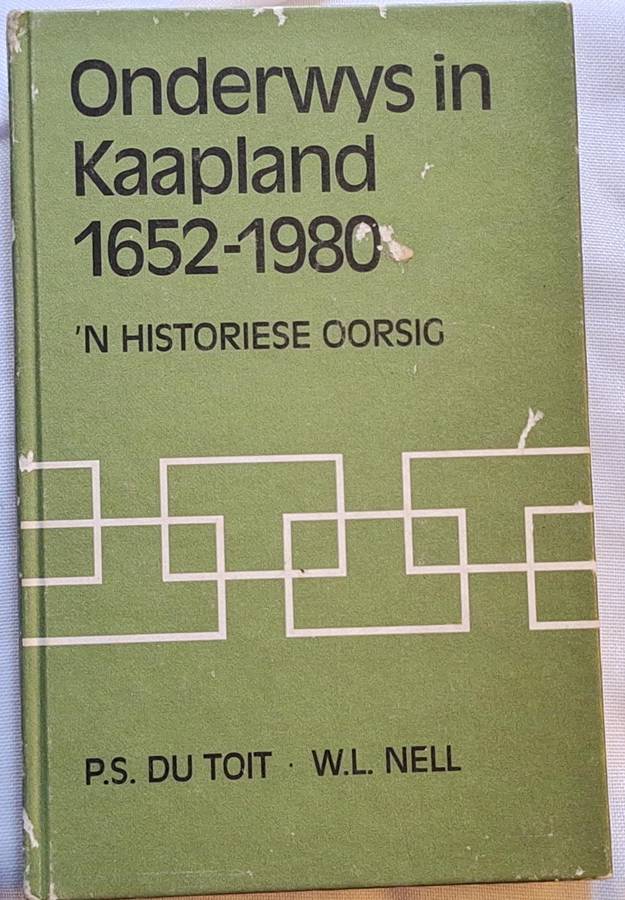 Onderwys in
Kaapland
1652-1980
'N HISTORIESE OORSIG
P.S. DU TOIT · W.L. NELL